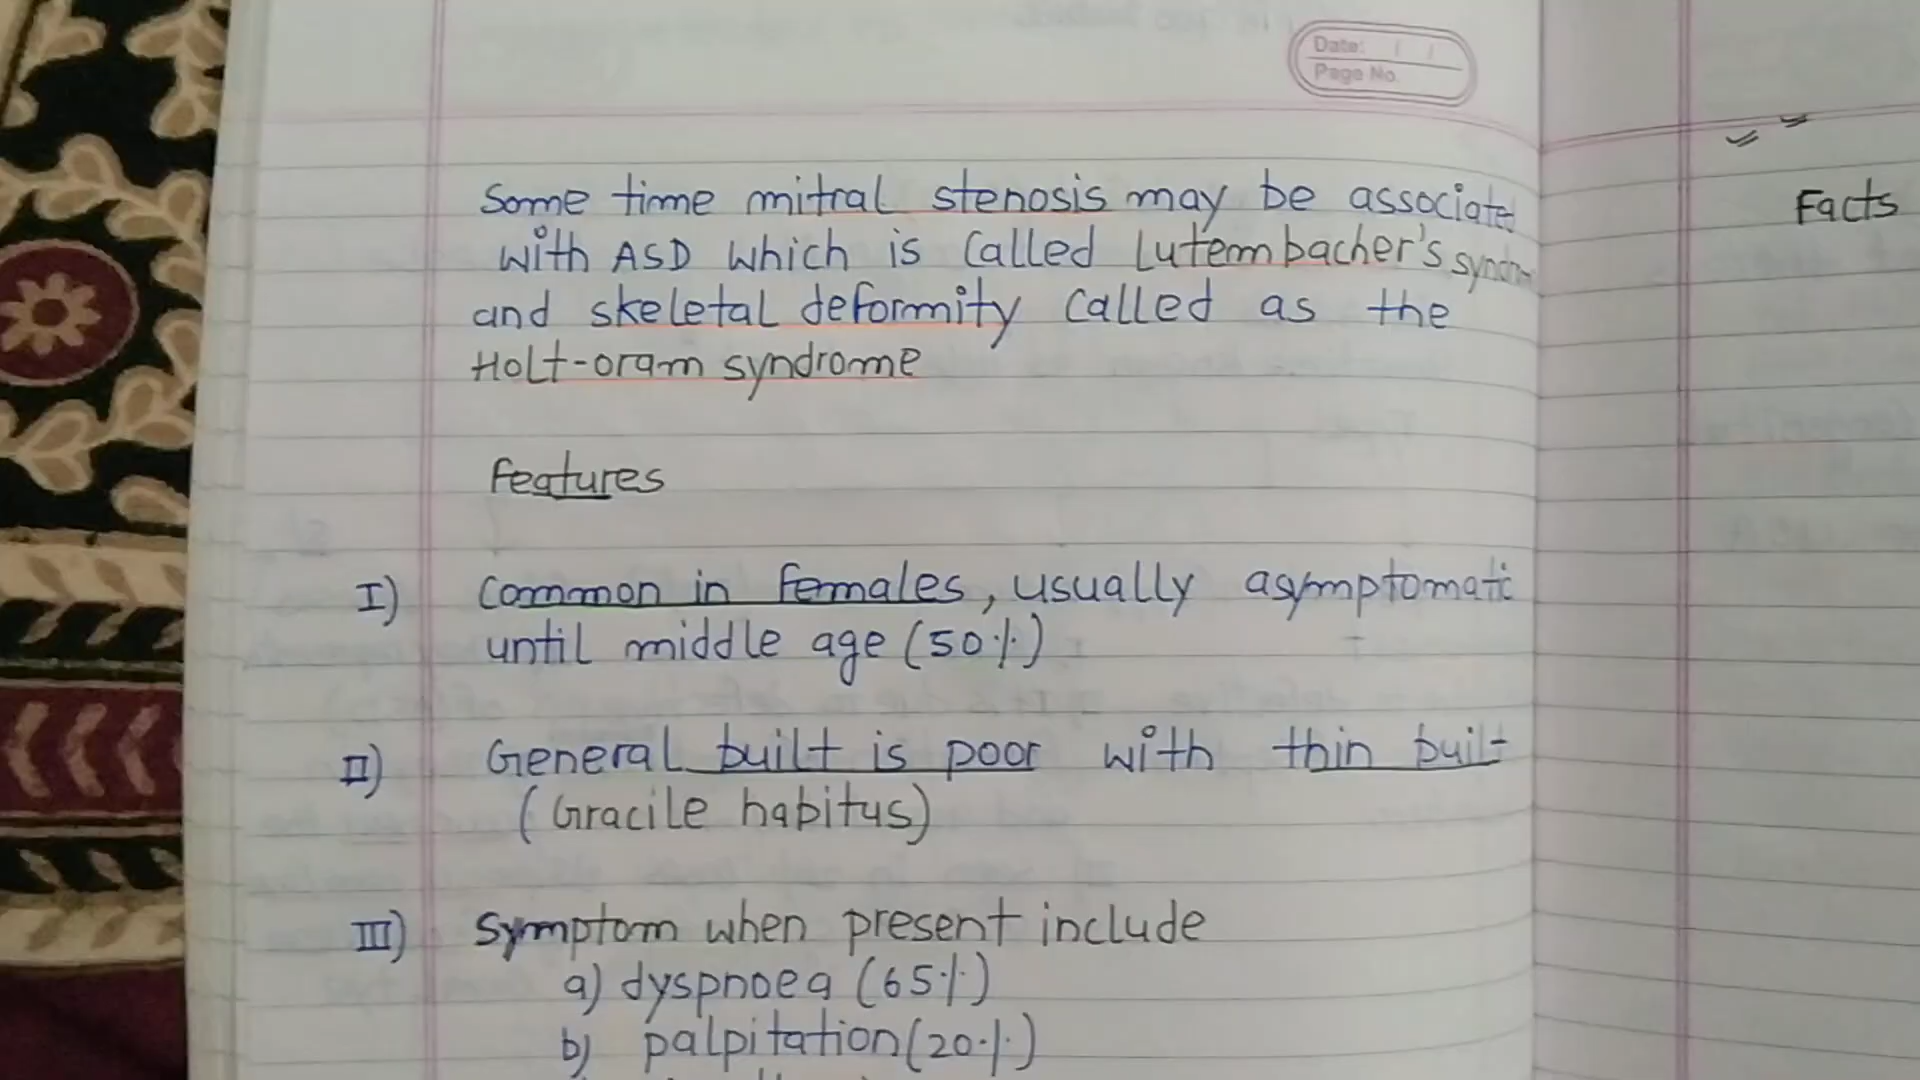 Date: / /
Page No.
Some time mitral stenosis may be associated
with ASD which is called Lutembacher's syndrom
and skeletal deformity called as the
Holt-oram syndrome
Features
I) Common in females, usually asymptomatic
until middle age (50%)
II) General built is poor with thin built
(Gracile habitus)
III) Symptom when present include
a) dyspnoea (65%)
b) palpitation (20%)
Facts